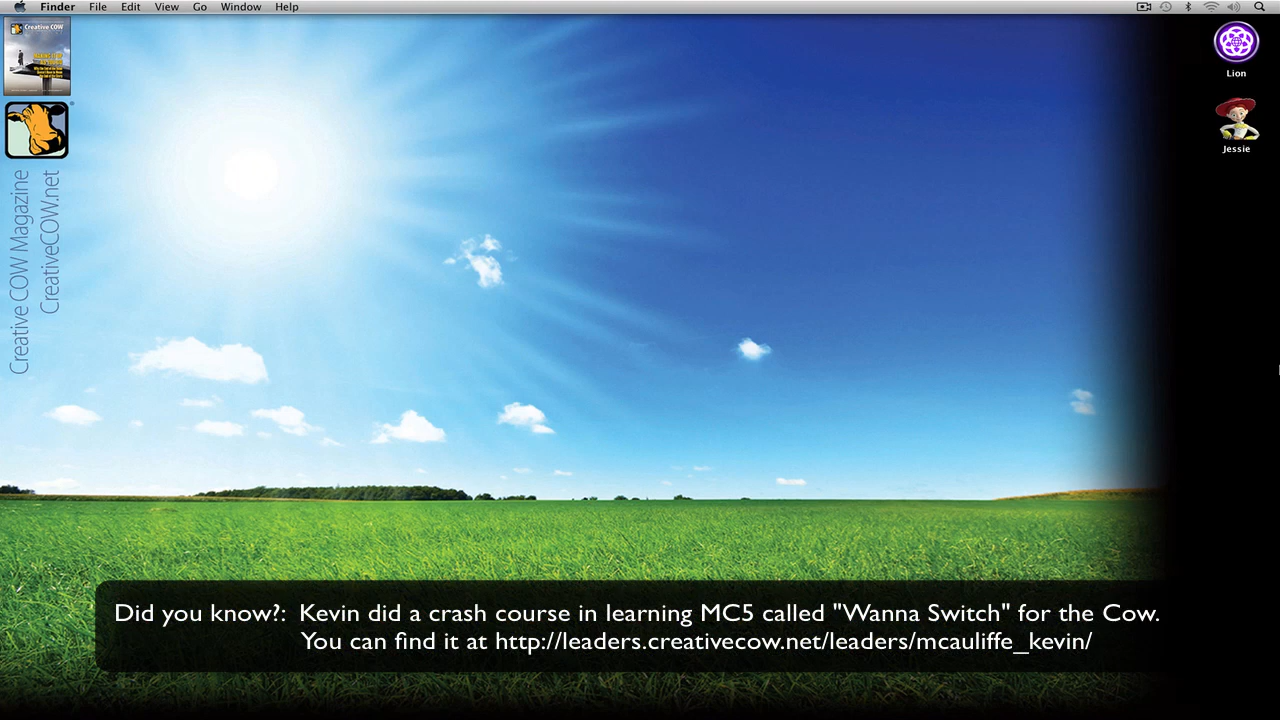 Finder File Edit View Go Window Help
Creative COW
Lion
Jessie
Creative COW Magazine
CreativeCOW.net
Did you know?: Kevin did a crash course in learning MC5 called "Wanna Switch" for the Cow.
You can find it at http://leaders.creativecow.net/leaders/mcauliffe_kevin/